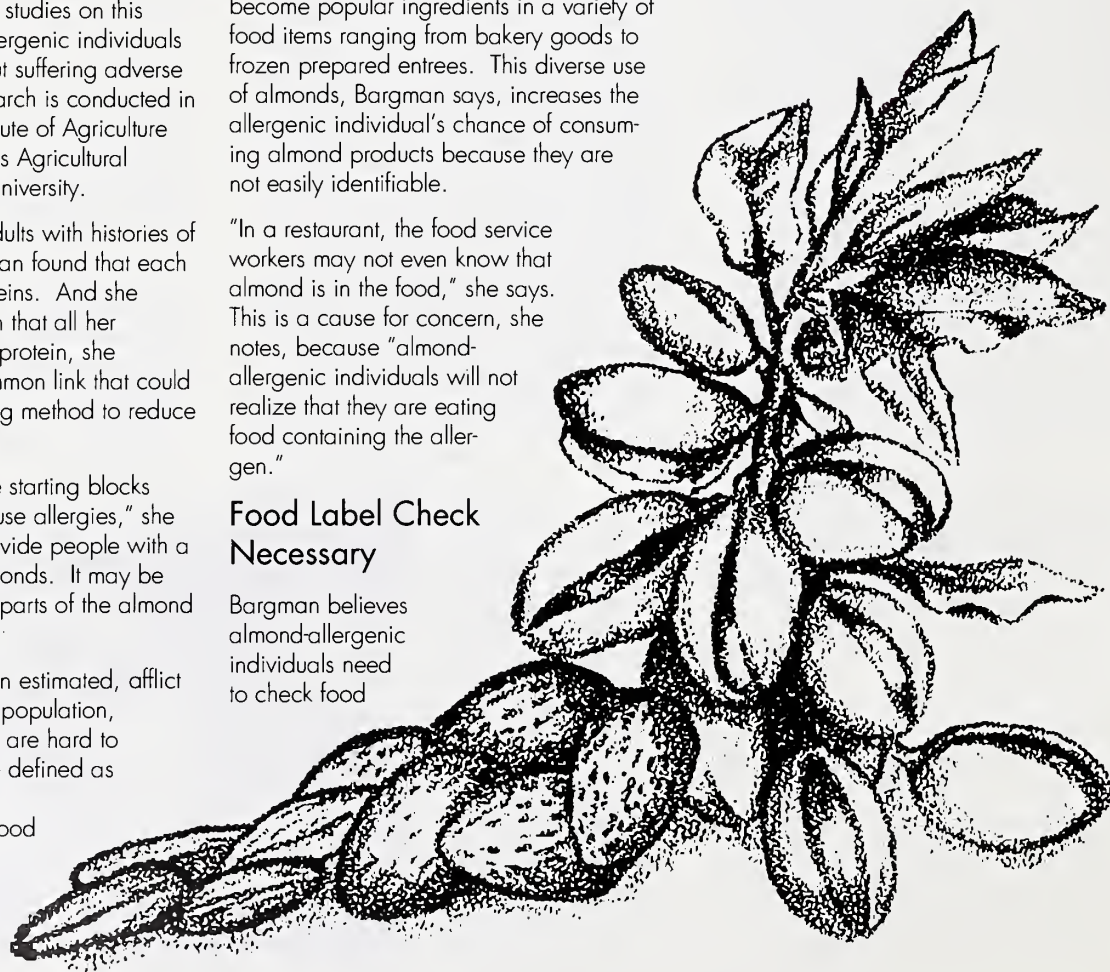 studies on this
ergenic individuals
t suffering adverse
arch is conducted in
ute of Agriculture
s Agricultural
niversity.
dults with histories of
an found that each
eins. And she
n that all her
protein, she
mmon link that could
g method to reduce
e starting blocks
use allergies," she
vide people with a
onds. It may be
parts of the almond
n estimated, afflict
population,
are hard to
defined as
ood
become popular ingredients in a variety of
food items ranging from bakery goods to
frozen prepared entrees. This diverse use
of almonds, Bargman says, increases the
allergenic individual's chance of consum-
ing almond products because they are
not easily identifiable.
"In a restaurant, the food service
workers may not even know that
almond is in the food," she says.
This is a cause for concern, she
notes, because "almond-
allergenic individuals will not
realize that they are eating
food containing the aller-
gen."
Food Label Check
Necessary
Bargman believes
almond-allergenic
individuals need
to check food